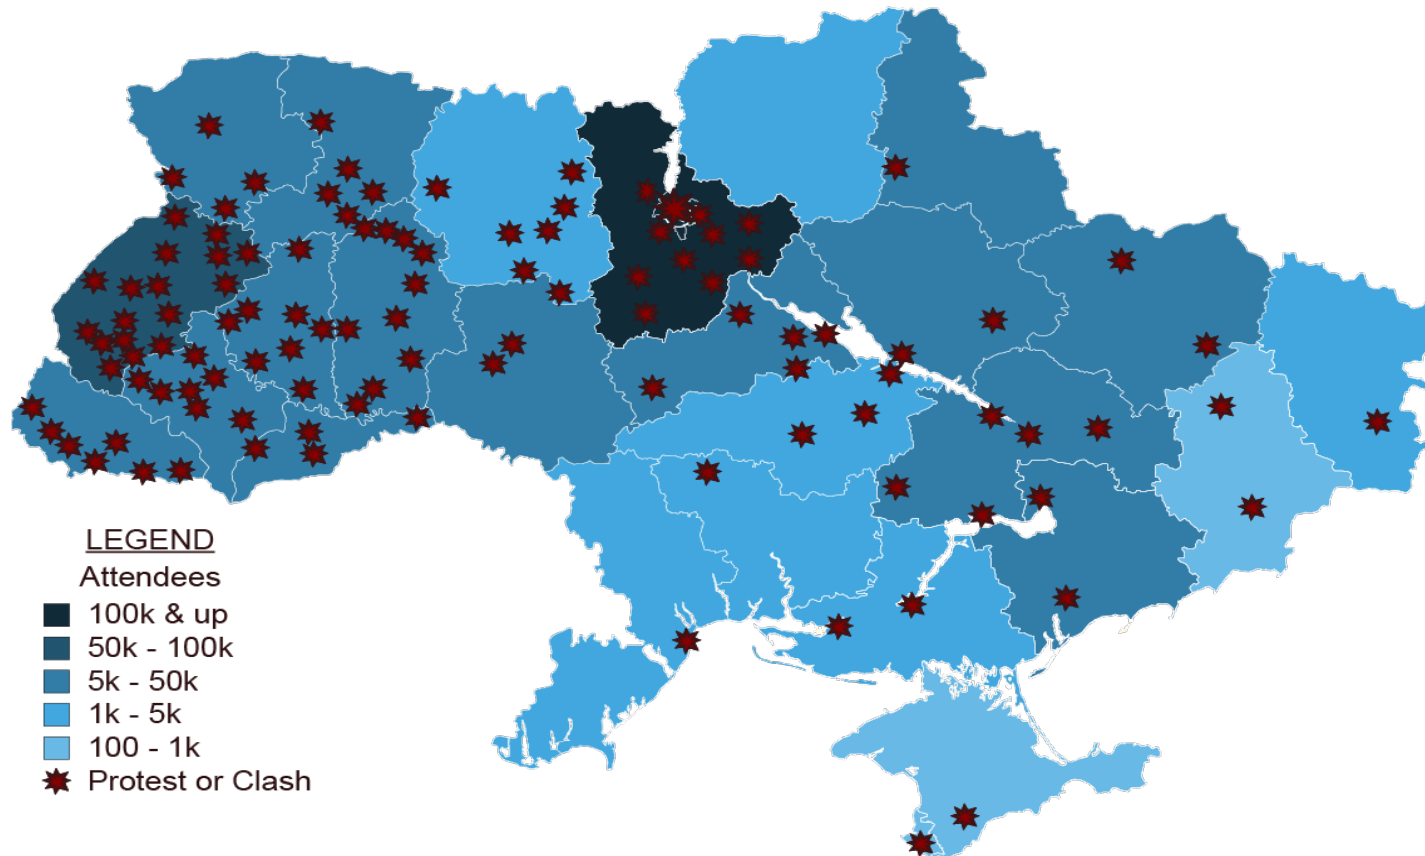 LEGEND
Attendees
100k & up
50k - 100k
5k - 50k
1k - 5k
100 - 1k
Protest or Clash